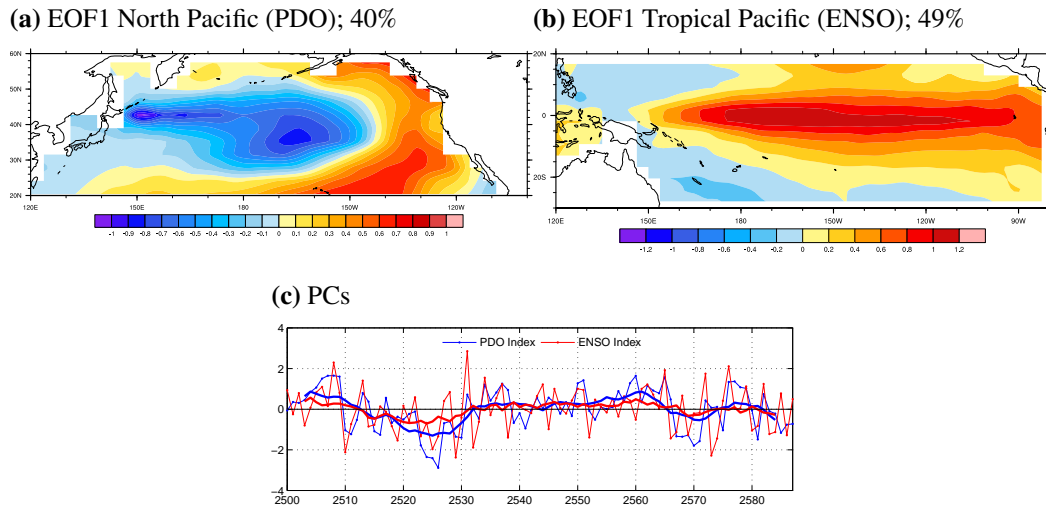 (a) EOF1 North Pacific (PDO); 40%
(b) EOF1 Tropical Pacific (ENSO); 49%
60N
50N
40N
30N
20N
120E
150E
180
150W
120W
-1 -0.9 -0.8 -0.7 -0.6 -0.5 -0.4 -0.3 -0.2 -0.1 0 0.1 0.2 0.3 0.4 0.5 0.6 0.7 0.8 0.9 1
20N
0
20S
120E
150E
180
150W
120W
90W
-1.2 -1 -0.8 -0.6 -0.4 -0.2 0 0.2 0.4 0.6 0.8 1 1.2
(c) PCs
PDO Index
ENSO Index
4
2
0
-2
-4
2500 2510 2520 2530 2540 2550 2560 2570 2580